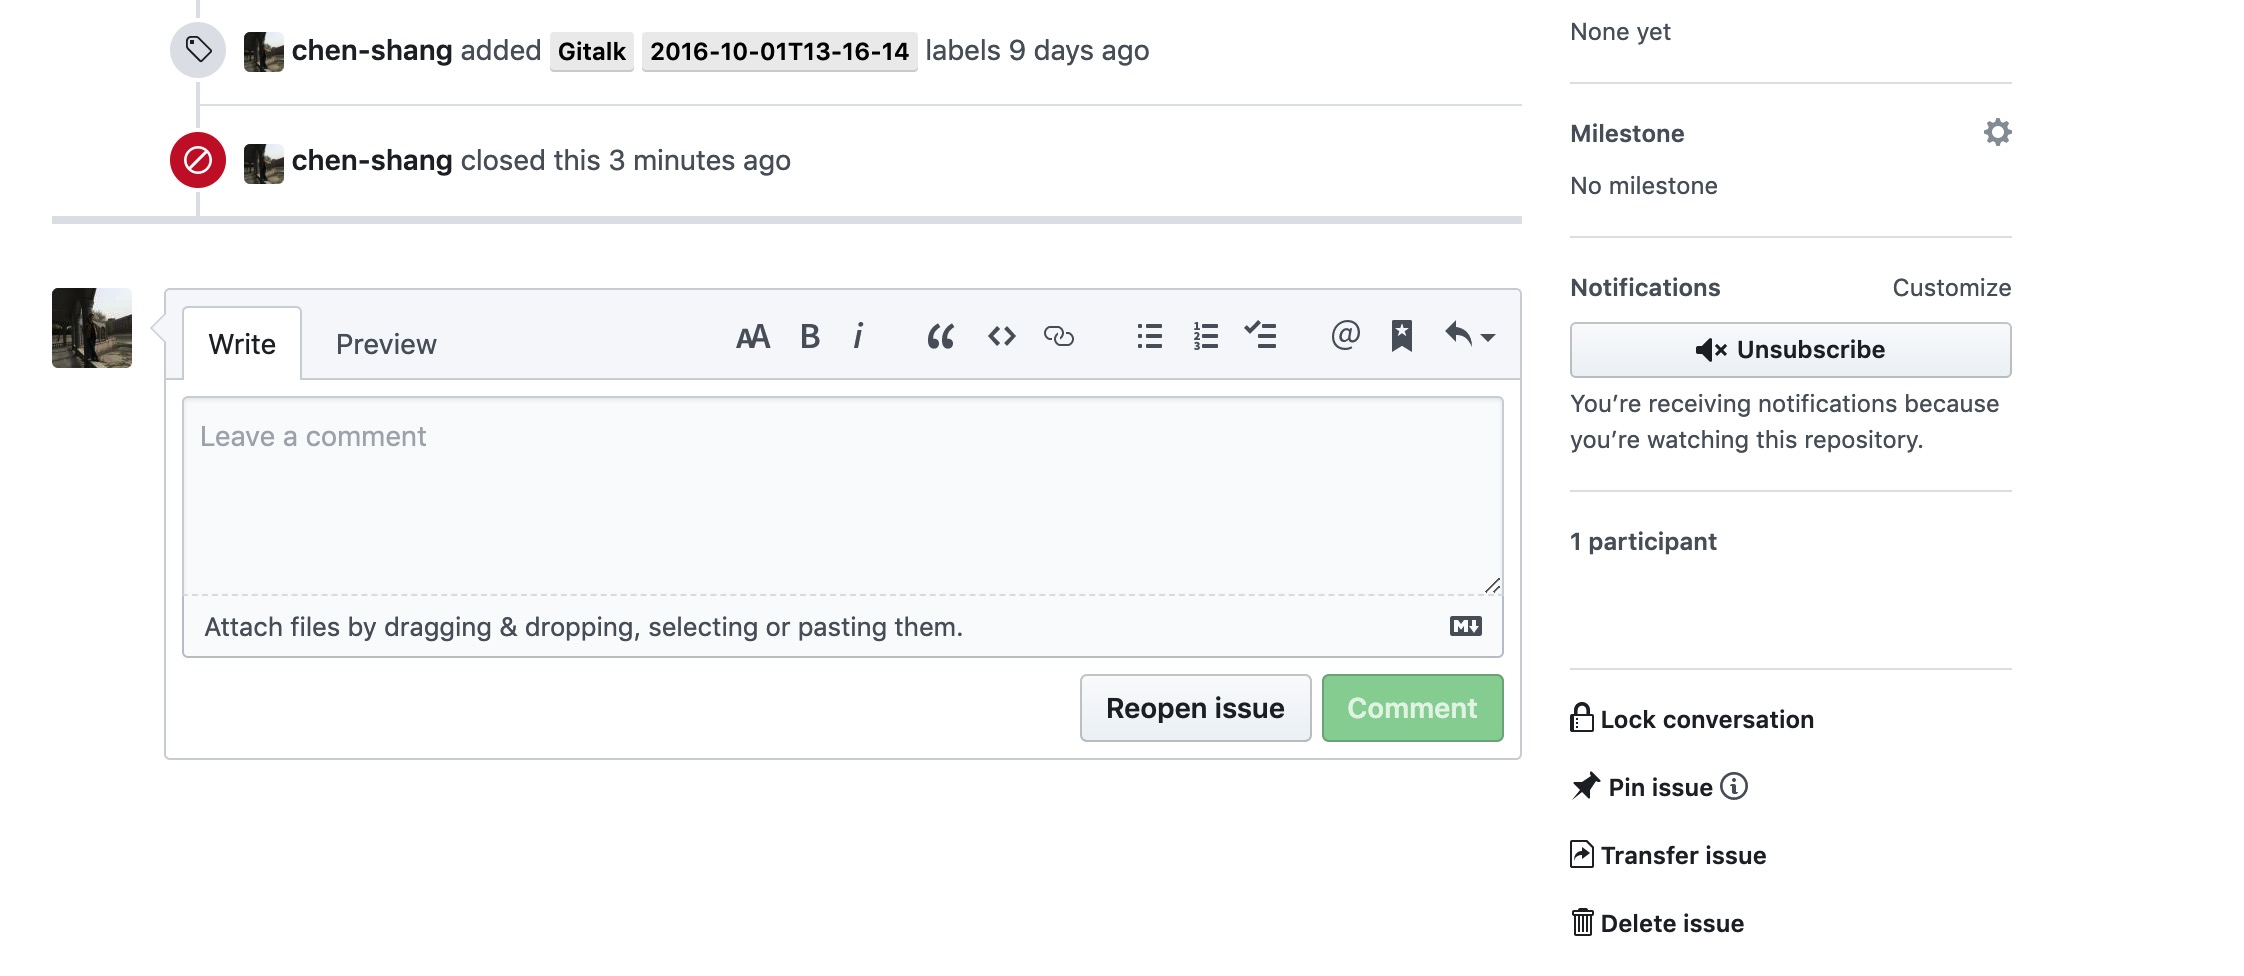 chen-shang added Gitalk 2016-10-01T13-16-14 labels 9 days ago
chen-shang closed this 3 minutes ago
Write Preview
Leave a comment
Attach files by dragging & dropping, selecting or pasting them.
Reopen issue Comment
None yet
Milestone
No milestone
Notifications Customize
Unsubscribe
You’re receiving notifications because
you’re watching this repository.
1 participant
Lock conversation
Pin issue
Transfer issue
Delete issue